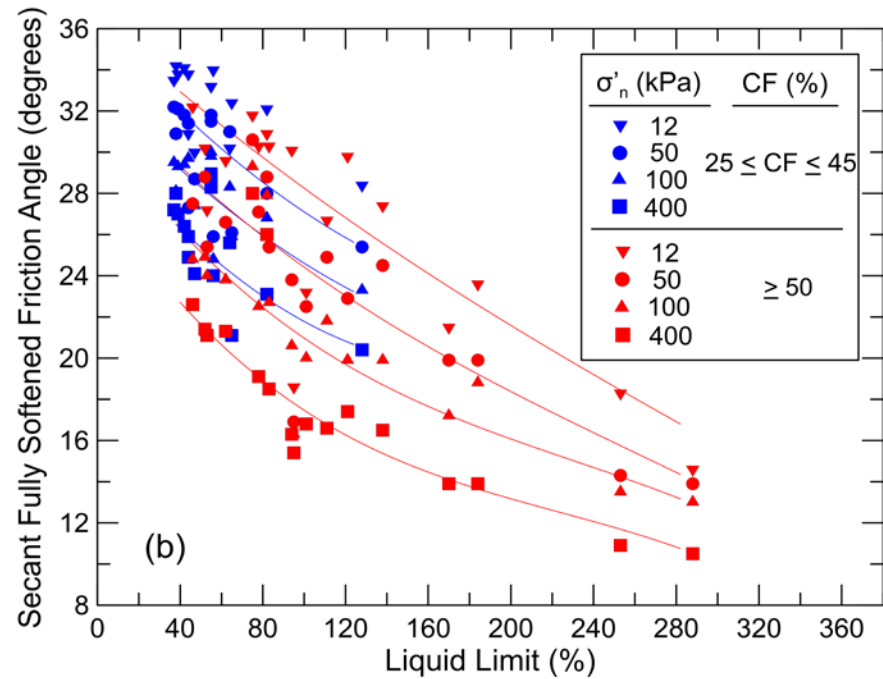 Secant Fully Softened Friction Angle (degrees)
36
32
28
24
20
16
12
8
σ'n (kPa) CF (%)
12
50
100
400
25 ≤ CF ≤ 45
12
50
100
400
≥ 50
(b)
0 40 80 120 160 200 240 280 320 360
Liquid Limit (%)